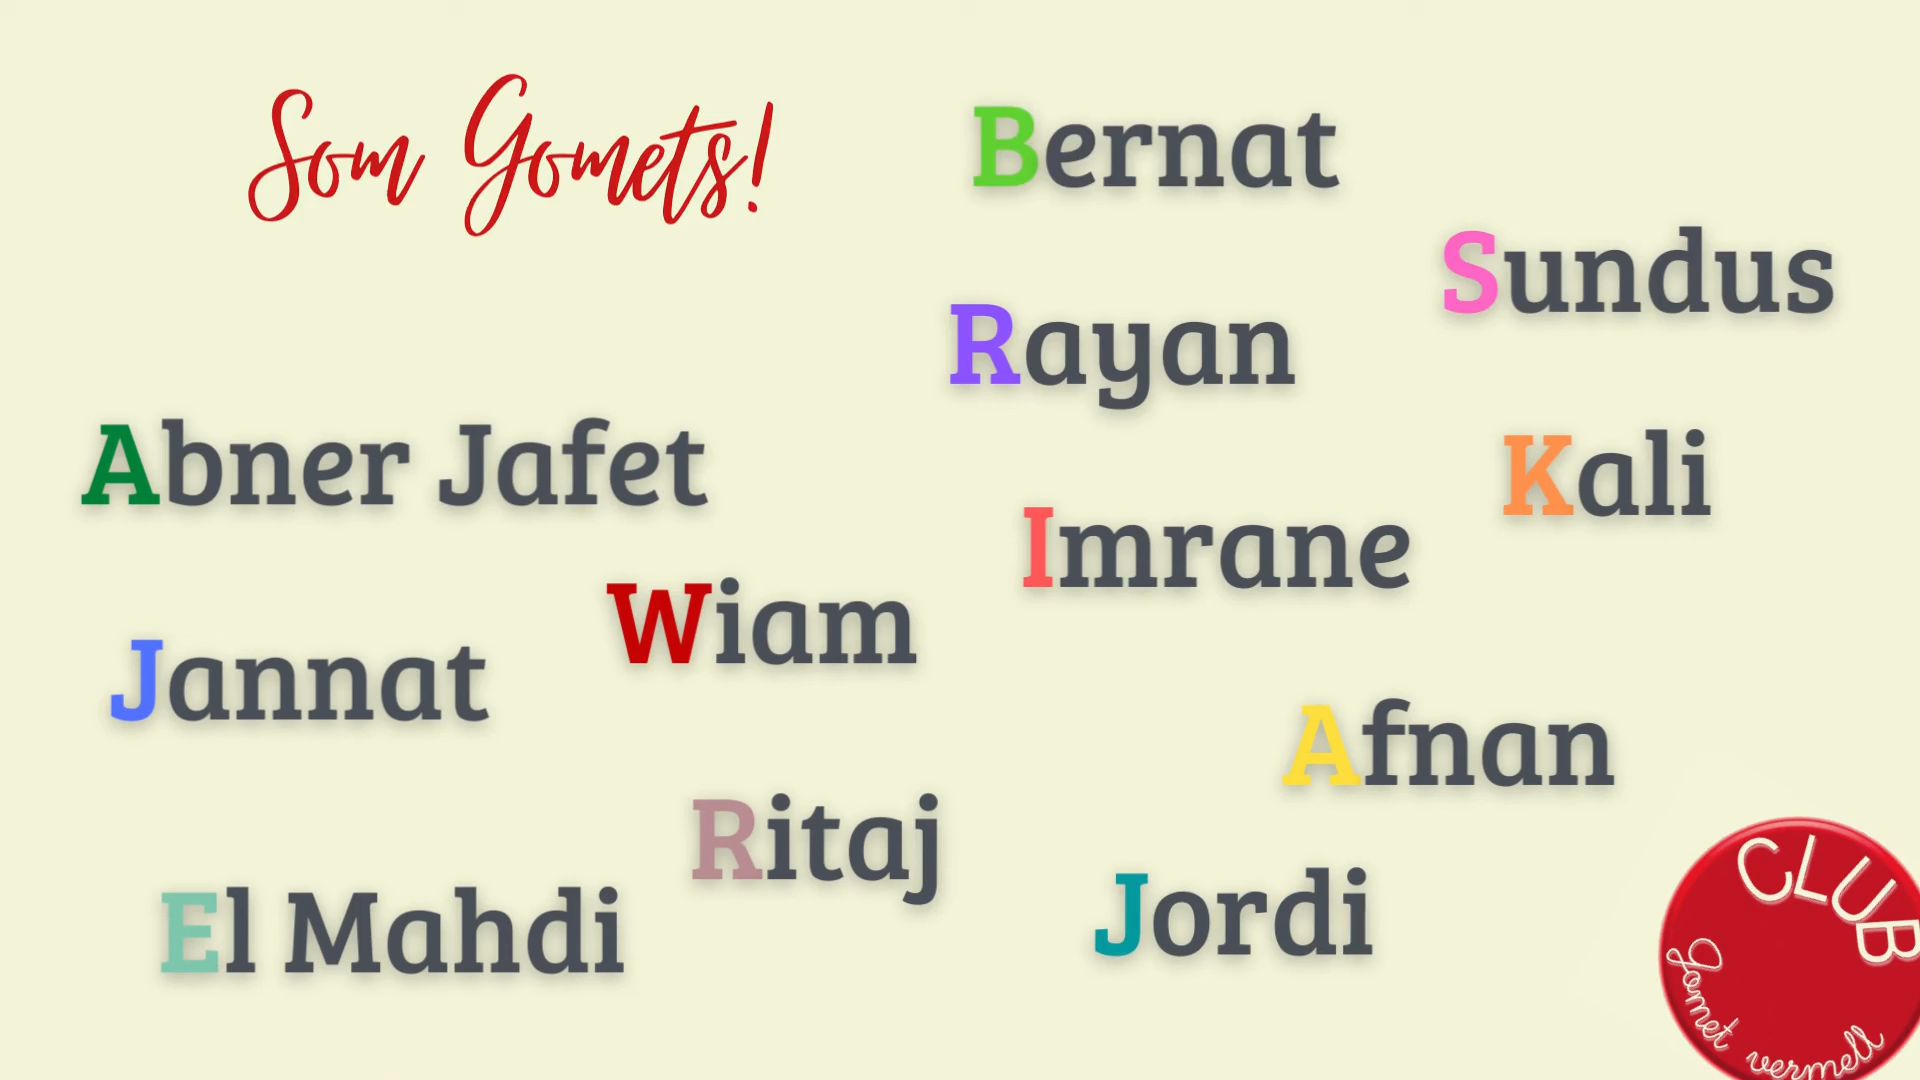 Som Gomets!
Bernat
Sundus
Rayan
Abner Jafet
Kali
Imrane
Wiam
Jannat
Afnan
Ritaj
Jordi
El Mahdi
CLUB
Gomet vermell